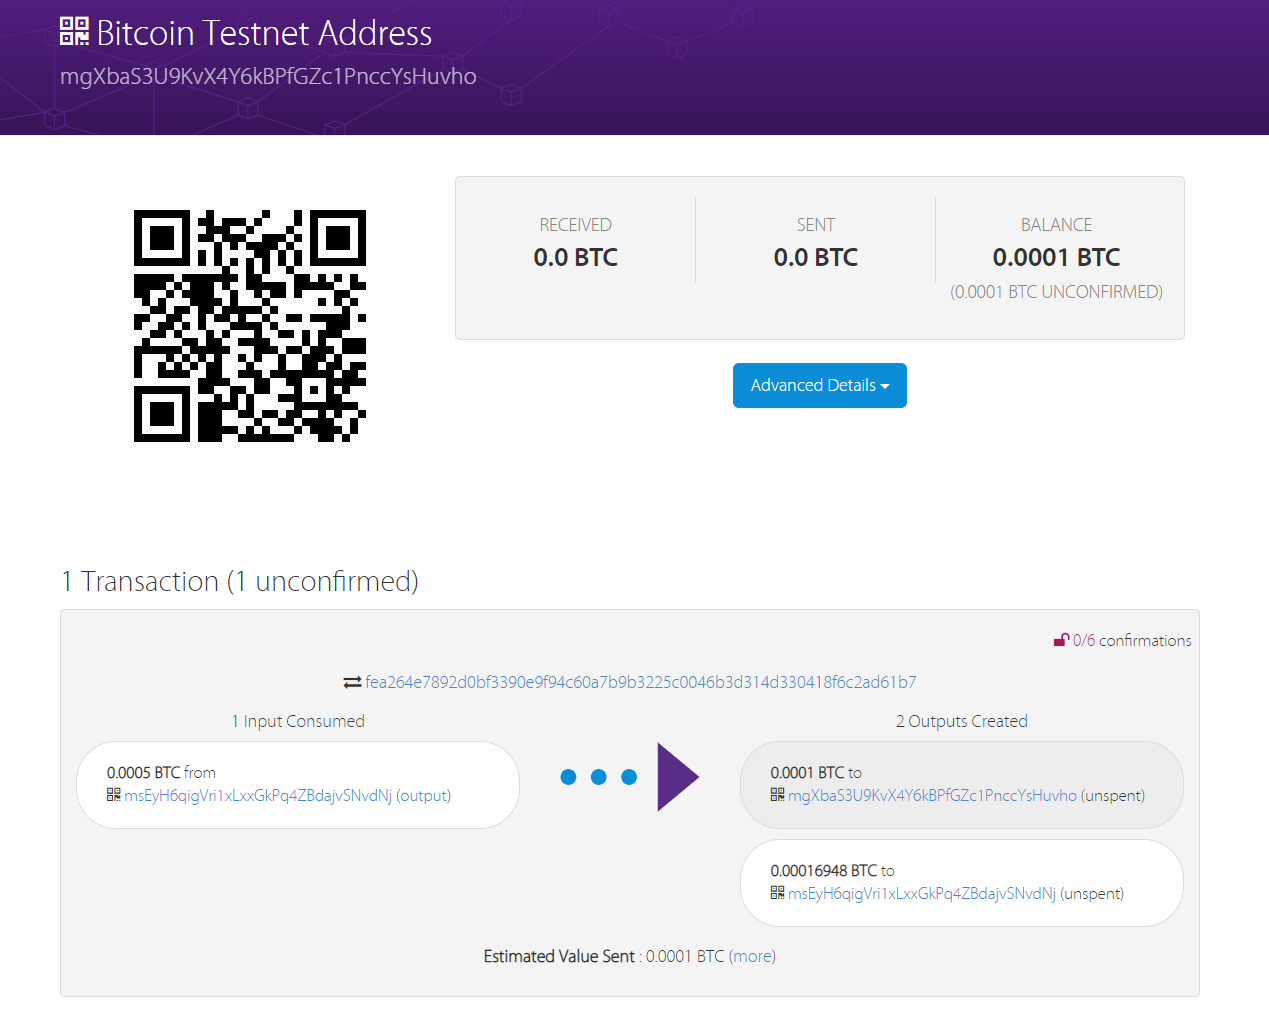 Bitcoin Testnet Address
mgXbaS3U9KvX4Y6kBPfGZc1PnccYsHuvho
RECEIVED
0.0 BTC
SENT
0.0 BTC
BALANCE
0.0001 BTC
(0.0001 BTC UNCONFIRMED)
Advanced Details
1 Transaction (1 unconfirmed)
0/6 confirmations
fea264e7892d0bf3390e9f94c60a7b9b3225c0046b3d314d330418f6c2ad61b7
1 Input Consumed
0.0005 BTC from
msEyH6qigVri1xLxxGkPq4ZBdajvSNvdNj (output)
2 Outputs Created
0.0001 BTC to
mgXbaS3U9KvX4Y6kBPfGZc1PnccYsHuvho (unspent)
0.00016948 BTC to
msEyH6qigVri1xLxxGkPq4ZBdajvSNvdNj (unspent)
Estimated Value Sent : 0.0001 BTC (more)